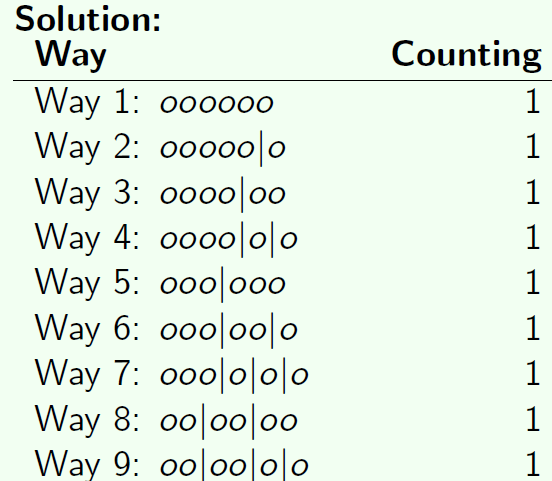 Solution:
Way Counting
Way 1: oooooo 1
Way 2: ooooo|o 1
Way 3: oooo|oo 1
Way 4: oooo|o|o 1
Way 5: ooo|ooo 1
Way 6: ooo|oo|o 1
Way 7: ooo|o|o|o 1
Way 8: oo|oo|oo 1
Way 9: oo|oo|o|o 1